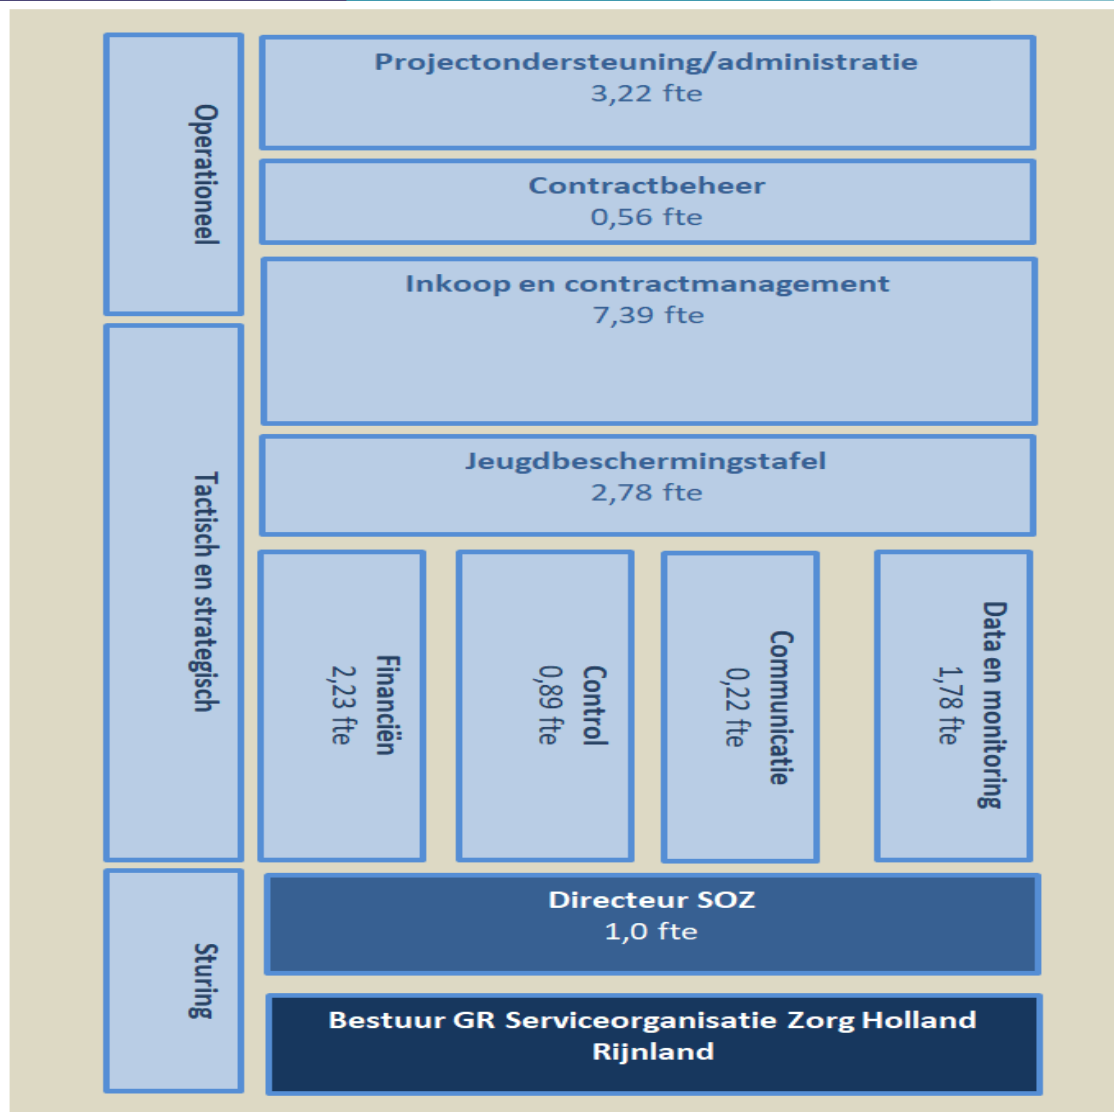 Operationeel
Projectondersteuning/administratie
3,22 fte
Contractbeheer
0,56 fte
Inkoop en contractmanagement
7,39 fte
Tactisch en strategisch
Jeugdbeschermingstafel
2,78 fte
Financiën
2,23 fte
Control
0,89 fte
Communicatie
0,22 fte
Data en monitoring
1,78 fte
Sturing
Directeur SOZ
1,0 fte
Bestuur GR Serviceorganisatie Zorg Holland
Rijnland